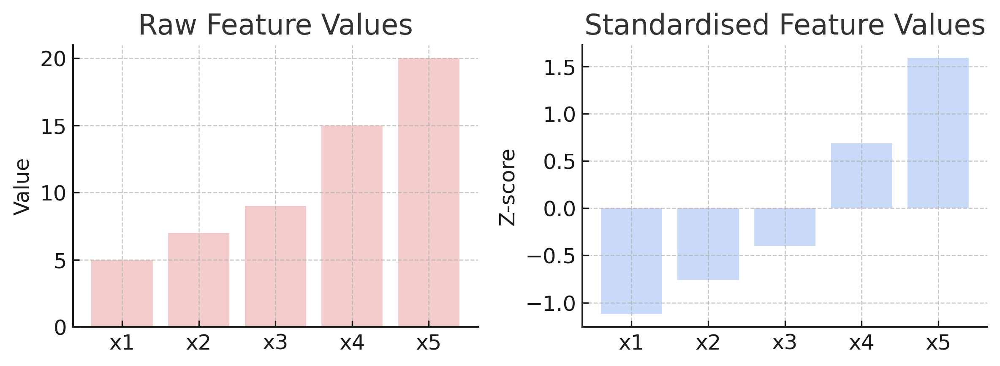 Raw Feature Values
Value
20
15
10
5
0
x1 x2 x3 x4 x5
Standardised Feature Values
Z-score
1.5
1.0
0.5
0.0
−0.5
−1.0
x1 x2 x3 x4 x5